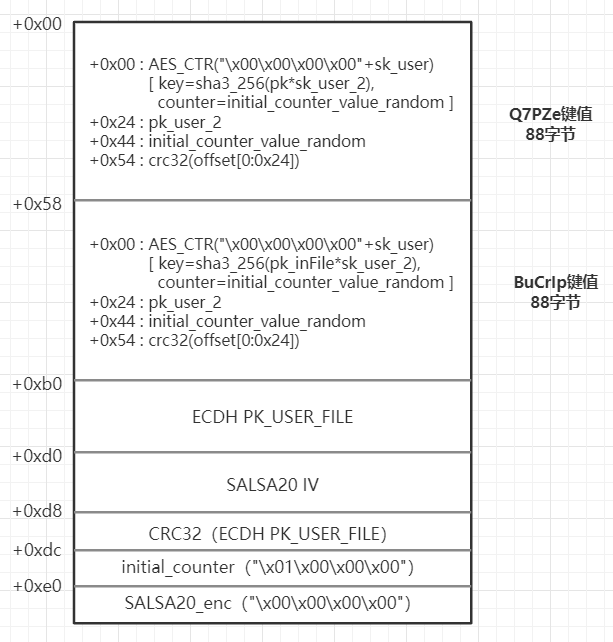 +0x00
+0x00 : AES_CTR("\x00\x00\x00\x00"+sk_user)
[ key=sha3_256(pk*sk_user_2),
counter=initial_counter_value_random ]
+0x24 : pk_user_2
+0x44 : initial_counter_value_random
+0x54 : crc32(offset[0:0x24])
Q7PZe键值
88字节
+0x58
+0x00 : AES_CTR("\x00\x00\x00\x00"+sk_user)
[ key=sha3_256(pk_inFile*sk_user_2),
counter=initial_counter_value_random ]
+0x24 : pk_user_2
+0x44 : initial_counter_value_random
+0x54 : crc32(offset[0:0x24])
BuCrIp键值
88字节
+0xb0
ECDH PK_USER_FILE
+0xd0
SALSA20 IV
+0xd8
CRC32（ECDH PK_USER_FILE）
+0xdc
initial_counter（"\x01\x00\x00\x00"）
+0xe0
SALSA20_enc（"\x00\x00\x00\x00"）